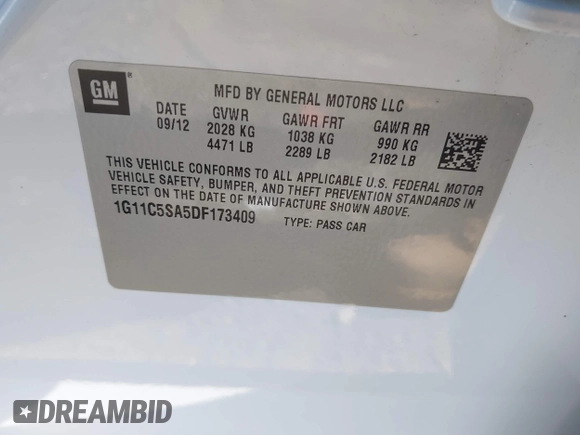 GM ®
MFD BY GENERAL MOTORS LLC
DATE GVWR GAWR FRT GAWR RR
09/12 2028 KG 1038 KG 990 KG
4471 LB 2289 LB 2182 LB
THIS VEHICLE CONFORMS TO ALL APPLICABLE U.S. FEDERAL MOTOR
VEHICLE SAFETY, BUMPER, AND THEFT PREVENTION STANDARDS IN
EFFECT ON THE DATE OF MANUFACTURE SHOWN ABOVE.
1G11C5SA5DF173409 TYPE: PASS CAR
DREAMBID